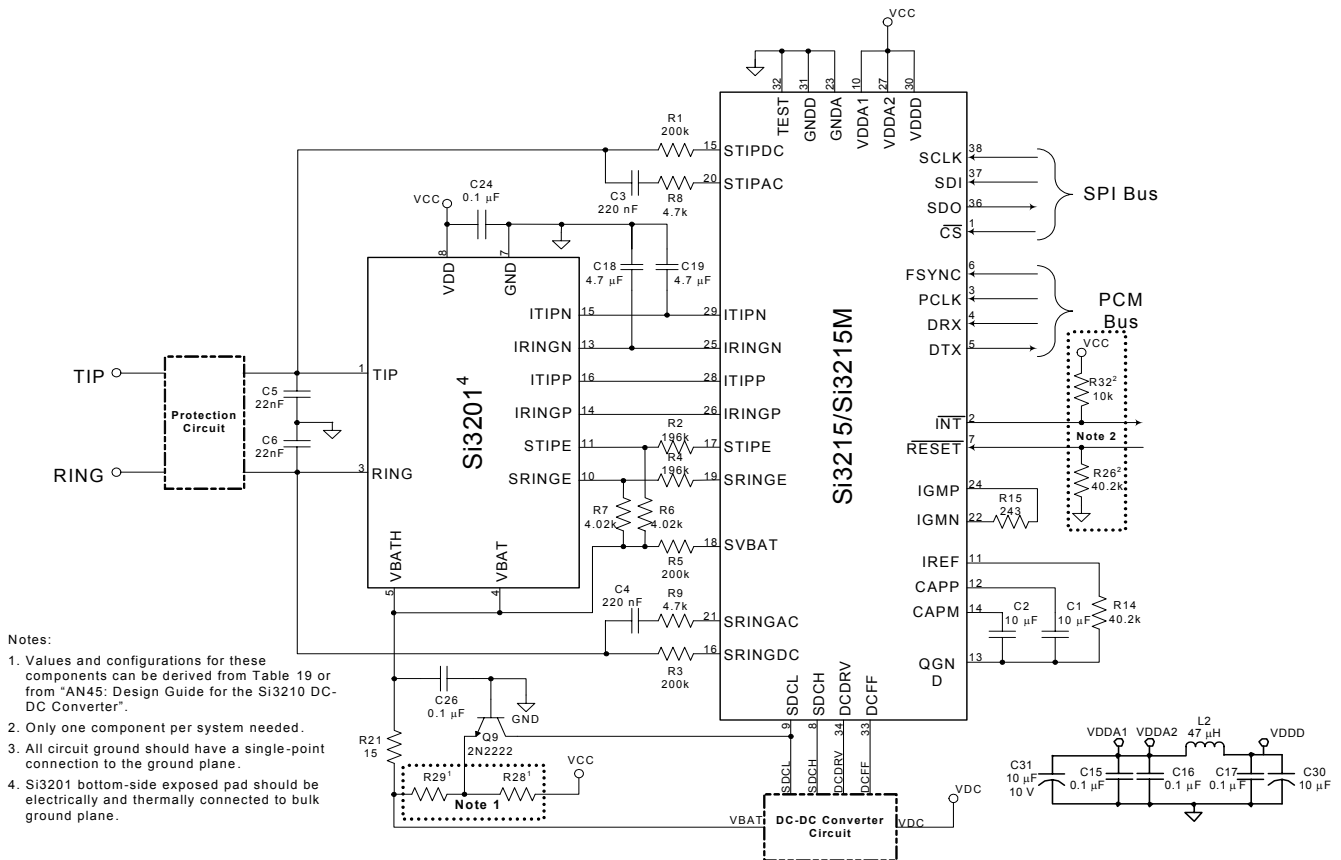 VCC
32
31
23
10
27
30
TEST
GNDD
GNDA
VDDA1
VDDA2
VDDD
R1
200k
15
STIPDC
20
STIPAC
C3
220 nF
R8
4.7k
C24
0.1 µF
VCC
8
7
VDD
GND
C18
4.7 µF
C19
4.7 µF
SCLK
38
SDI
37
SDO
36
CS
1
SPI Bus
FSYNC
6
PCLK
3
DRX
4
DTX
5
PCM
Bus
VCC
R32²
10k
INT
2
Note 2
RESET
7
R26²
40.2k
IGMP
24
IGMN
22
R15
243
IREF
11
CAPP
12
CAPM
14
C2
10 µF
C1
10 µF
R14
40.2k
QGN
D
13
ITIPN
15
29
ITIPN
IRINGN
13
25
IRINGN
ITIPP
16
28
ITIPP
IRINGP
14
26
IRINGP
STIPE
11
R2
196k
17
STIPE
SRINGE
10
R4
196k
19
SRINGE
R7
4.02k
R6
4.02k
18
SVBAT
R5
200k
Si3201⁴
Si3215/Si3215M
TIP
RING
Protection
Circuit
C5
22nF
C6
22nF
1
TIP
3
RING
VBATH
VBAT
5
4
C4
220 nF
R9
4.7k
21
SRINGAC
16
SRINGDC
R3
200k
SDCL
SDCH
DCDRV
DCFF
9
8
34
33
SDCL
SDCH
DCDRV
DCFF
C26
0.1 µF
GND
Q9
2N2222
R21
15
R29¹
R28¹
Note 1
VCC
VBAT
DC-DC Converter
Circuit
VDC
VDC
VDDA1
VDDA2
L2
47 µH
VDDD
C31
10 µF
10 V
C15
0.1 µF
C16
0.1 µF
C17
0.1 µF
C30
10 µF
Notes:
1. Values and configurations for these
components can be derived from Table 19 or
from "AN45: Design Guide for the Si3210 DC-
DC Converter".
2. Only one component per system needed.
3. All circuit ground should have a single-point
connection to the ground plane.
4. Si3201 bottom-side exposed pad should be
electrically and thermally connected to bulk
ground plane.